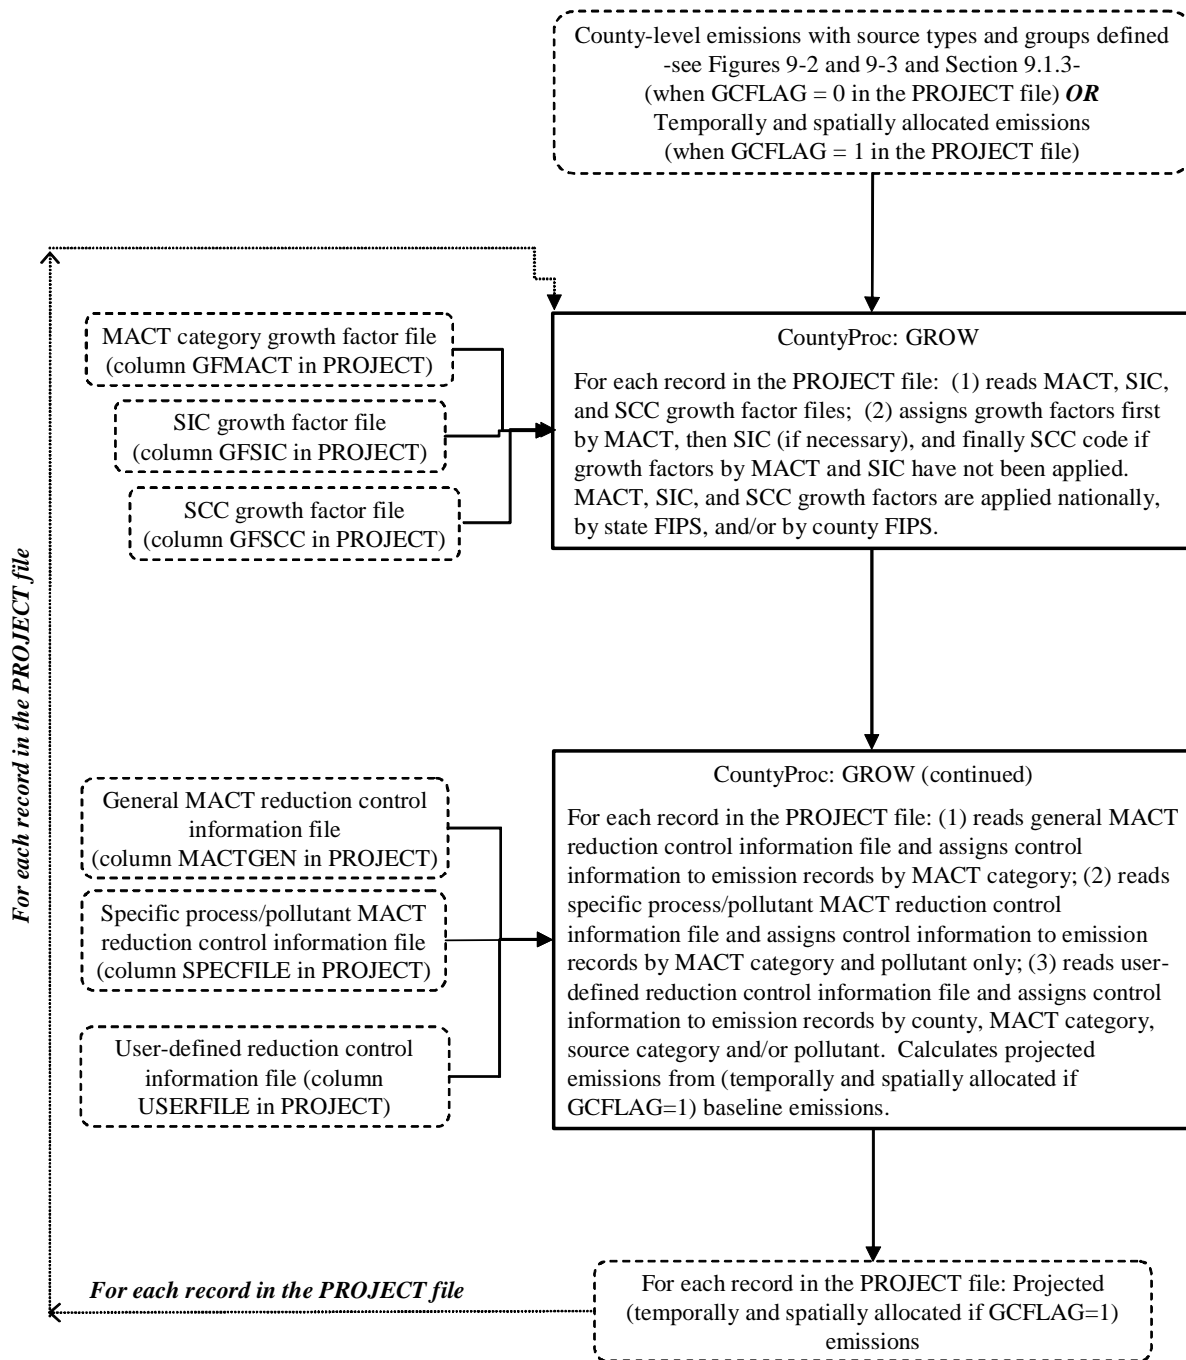 County-level emissions with source types and groups defined
-see Figures 9-2 and 9-3 and Section 9.1.3-
(when GCFLAG = 0 in the PROJECT file) OR
Temporally and spatially allocated emissions
(when GCFLAG = 1 in the PROJECT file)
For each record in the PROJECT file
MACT category growth factor file
(column GFMACT in PROJECT)
SIC growth factor file
(column GFSIC in PROJECT)
SCC growth factor file
(column GFSCC in PROJECT)
CountyProc: GROW
For each record in the PROJECT file: (1) reads MACT, SIC,
and SCC growth factor files; (2) assigns growth factors first
by MACT, then SIC (if necessary), and finally SCC code if
growth factors by MACT and SIC have not been applied.
MACT, SIC, and SCC growth factors are applied nationally,
by state FIPS, and/or by county FIPS.
General MACT reduction control
information file
(column MACTGEN in PROJECT)
Specific process/pollutant MACT
reduction control information file
(column SPECFILE in PROJECT)
User-defined reduction control
information file (column
USERFILE in PROJECT)
CountyProc: GROW (continued)
For each record in the PROJECT file: (1) reads general MACT
reduction control information file and assigns control
information to emission records by MACT category; (2) reads
specific process/pollutant MACT reduction control
information file and assigns control information to emission
records by MACT category and pollutant only; (3) reads user-
defined reduction control information file and assigns control
information to emission records by county, MACT category,
source category and/or pollutant. Calculates projected
emissions from (temporally and spatially allocated if
GCFLAG=1) baseline emissions.
For each record in the PROJECT file
For each record in the PROJECT file: Projected
(temporally and spatially allocated if GCFLAG=1)
emissions